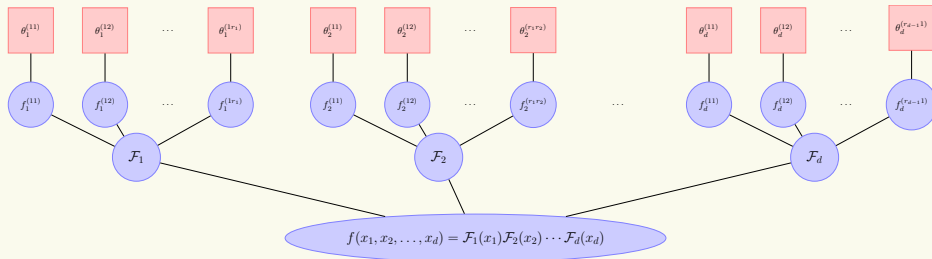 θ_1^{(11)} θ_1^{(12)} ... θ_1^{(1r_1)} θ_2^{(11)} θ_2^{(12)} ... θ_2^{(r_1r_2)} θ_d^{(11)} θ_d^{(12)} ... θ_d^{(r_{d-1}1)}
f_1^{(11)} f_1^{(12)} ... f_1^{(1r_1)} f_2^{(11)} f_2^{(12)} ... f_2^{(r_1r_2)} ... f_d^{(11)} f_d^{(12)} ... f_d^{(r_{d-1}1)}
ℱ_1 ℱ_2 ℱ_d
f(x_1, x_2, ..., x_d) = ℱ_1(x_1)ℱ_2(x_2) ··· ℱ_d(x_d)